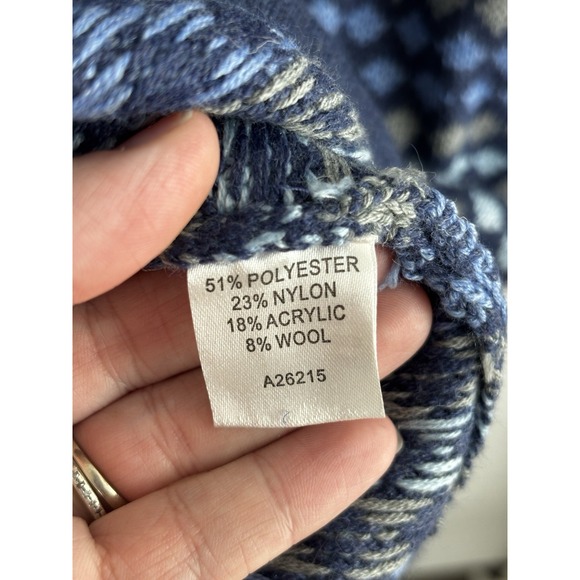 51% POLYESTER
23% NYLON
18% ACRYLIC
8% WOOL
A26215